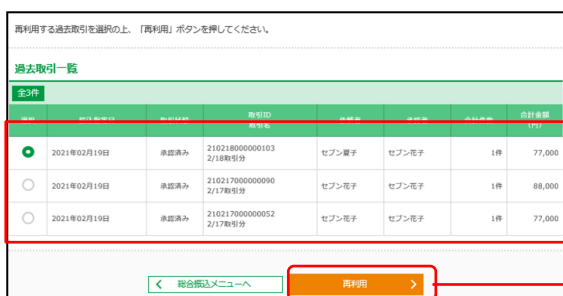 再利用する過去取引を選択の上、「再利用」ボタンを押してください。
過去取引一覧
全3件
取引ID 合計金額
取引名 (円)
2021年02月19日 承認済み 210218000000103 セブン夏子 セブン花子 1件 77,000
2/18取引分
2021年02月19日 承認済み 210217000000090 セブン花子 セブン花子 1件 88,000
2/17取引分
2021年02月19日 承認済み 210217000000052 セブン花子 セブン花子 1件 77,000
2/17取引分
総合振込メニューへ 再利用